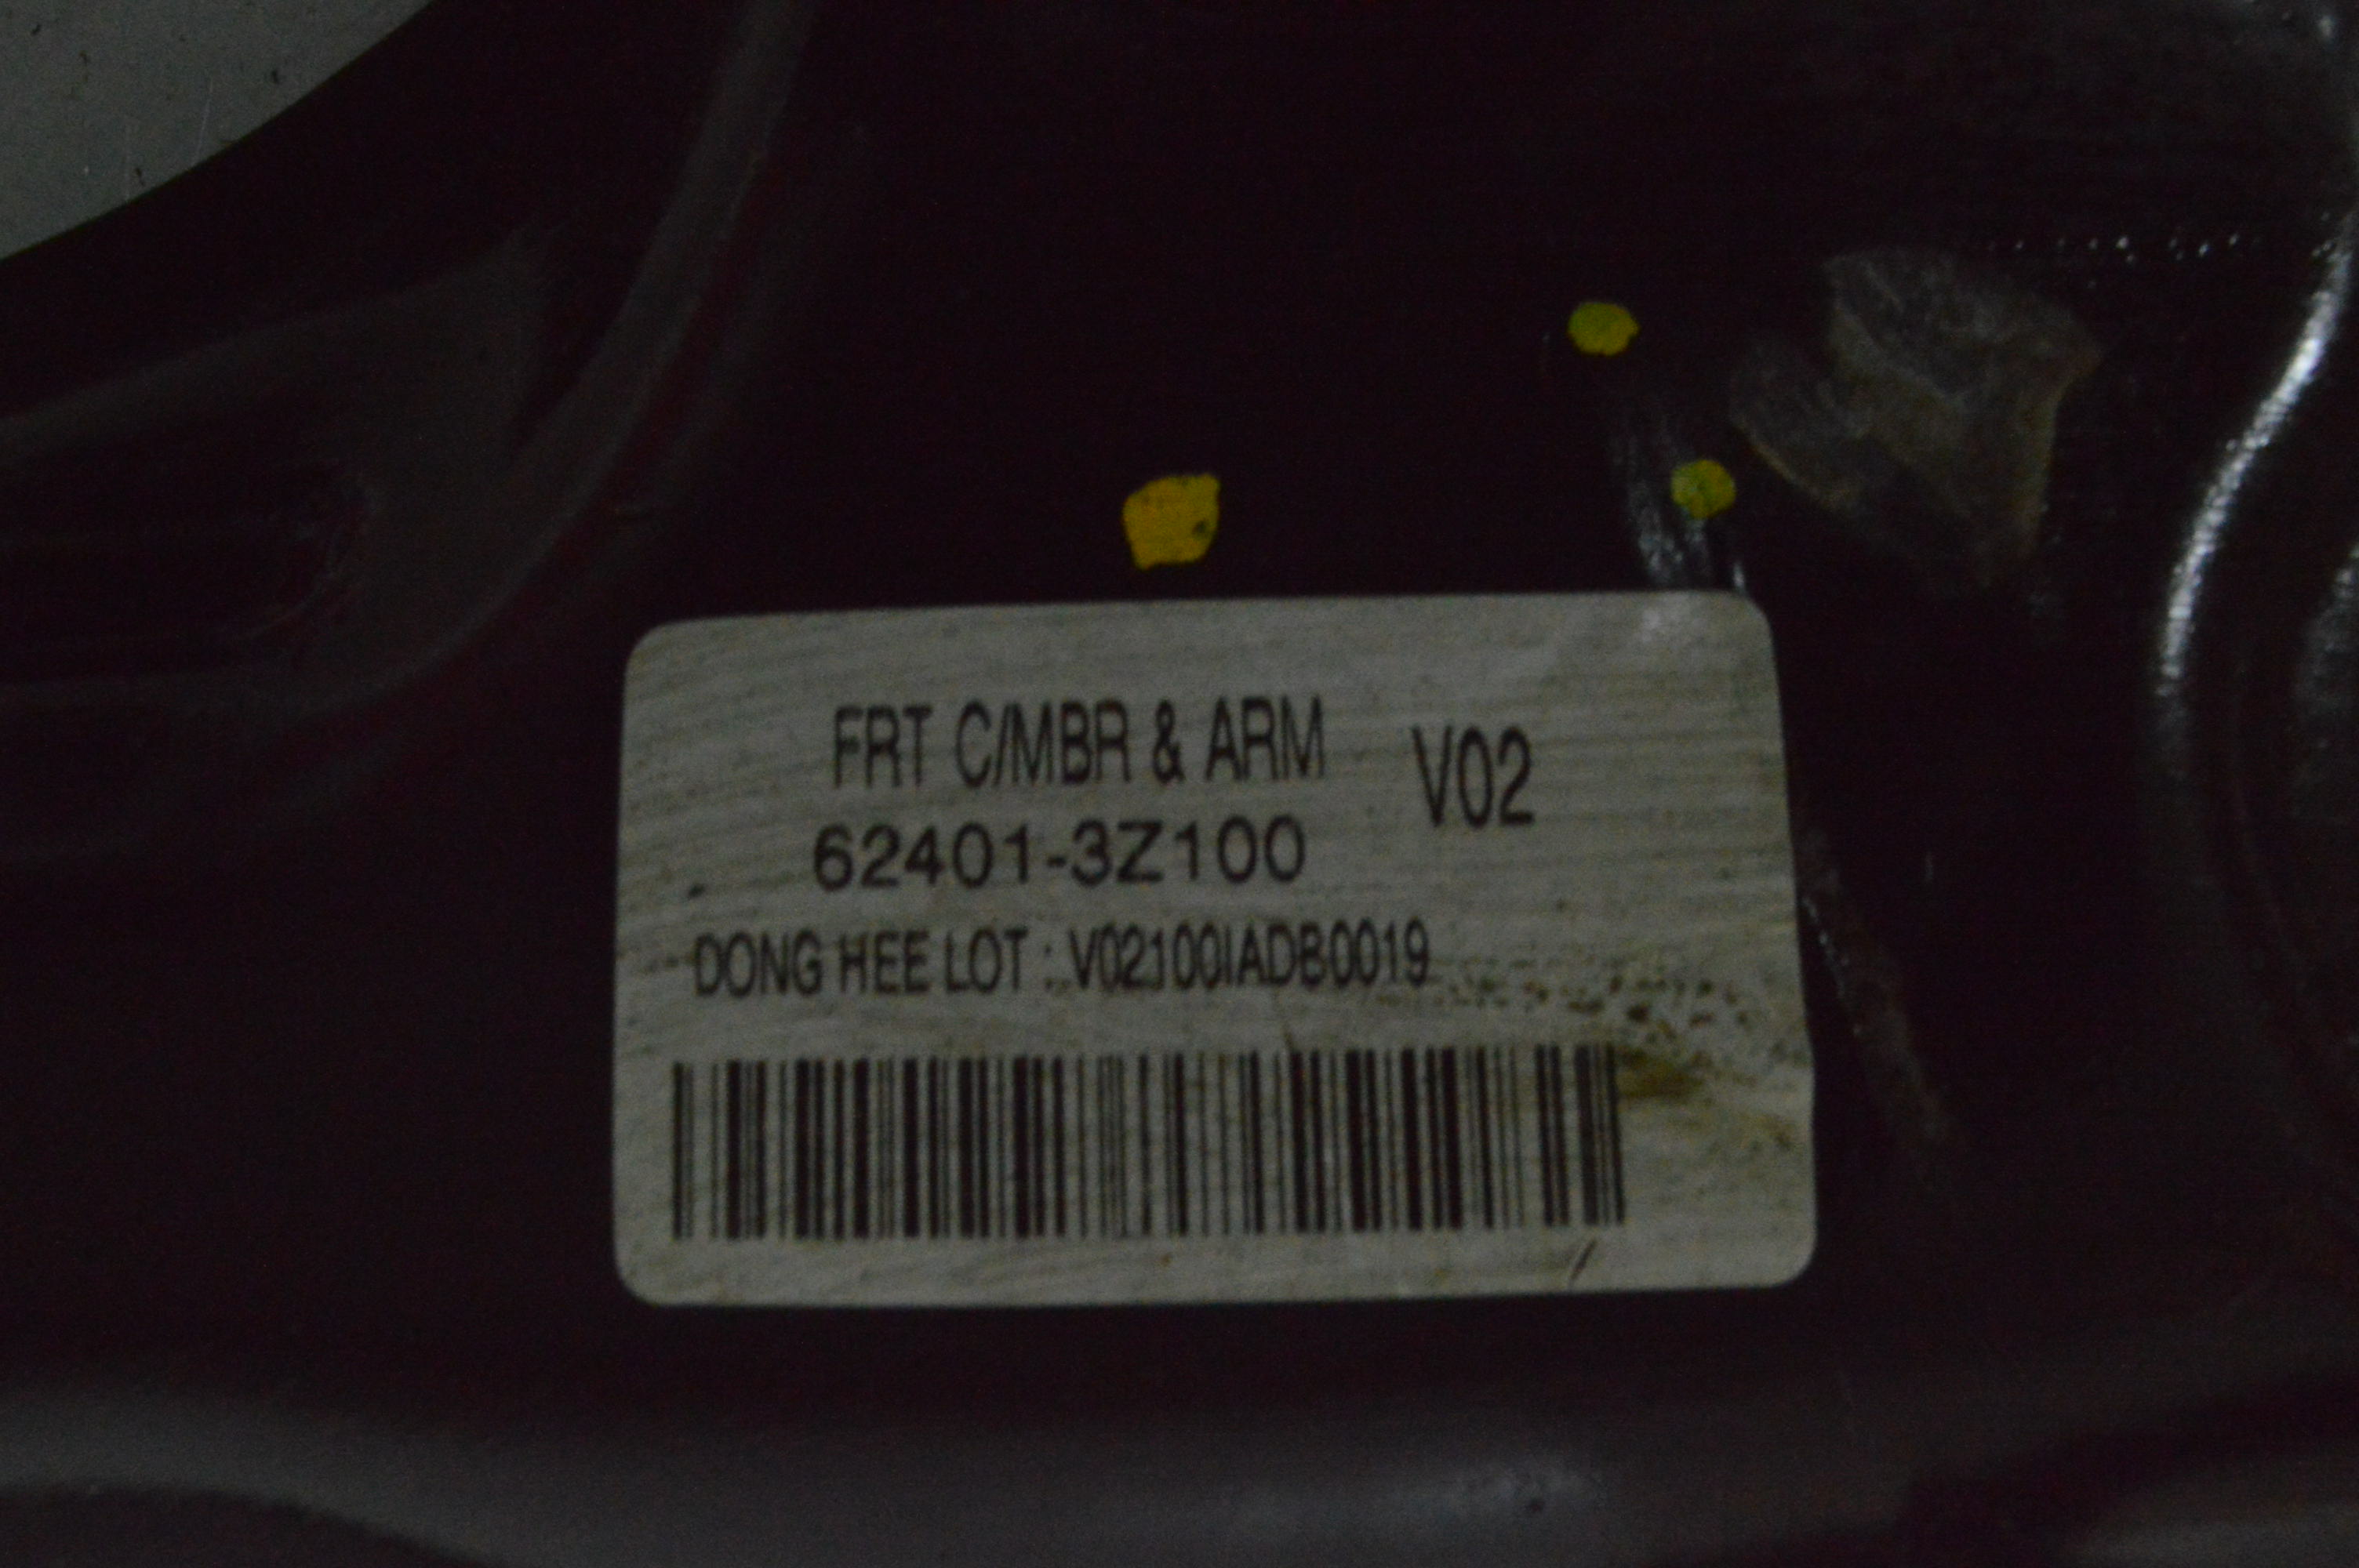 FRT C/MBR & ARM V02
62401-3Z100
DONG HEE LOT : V02100IADB0019